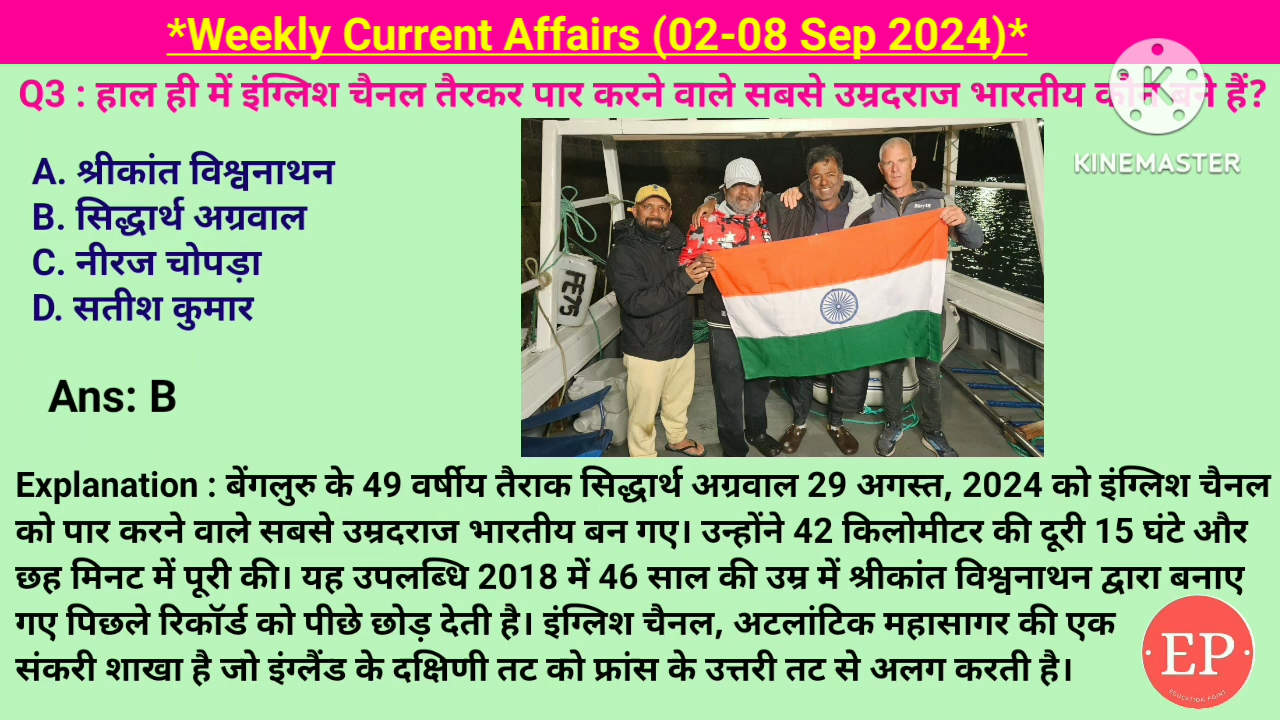 *Weekly Current Affairs (02-08 Sep 2024)*
Q3 : हाल ही में इंग्लिश चैनल तैरकर पार करने वाले सबसे उम्रदराज भारतीय कौन बने हैं?
KINEMASTER
A. श्रीकांत विश्वनाथन
B. सिद्धार्थ अग्रवाल
C. नीरज चोपड़ा
D. सतीश कुमार
FE75
Ans: B
Explanation : बेंगलुरु के 49 वर्षीय तैराक सिद्धार्थ अग्रवाल 29 अगस्त, 2024 को इंग्लिश चैनल
को पार करने वाले सबसे उम्रदराज भारतीय बन गए। उन्होंने 42 किलोमीटर की दूरी 15 घंटे और
छह मिनट में पूरी की। यह उपलब्धि 2018 में 46 साल की उम्र में श्रीकांत विश्वनाथन द्वारा बनाए
गए पिछले रिकॉर्ड को पीछे छोड़ देती है। इंग्लिश चैनल, अटलांटिक महासागर की एक
संकरी शाखा है जो इंग्लैंड के दक्षिणी तट को फ्रांस के उत्तरी तट से अलग करती है।
EP
EDUCATION POINT